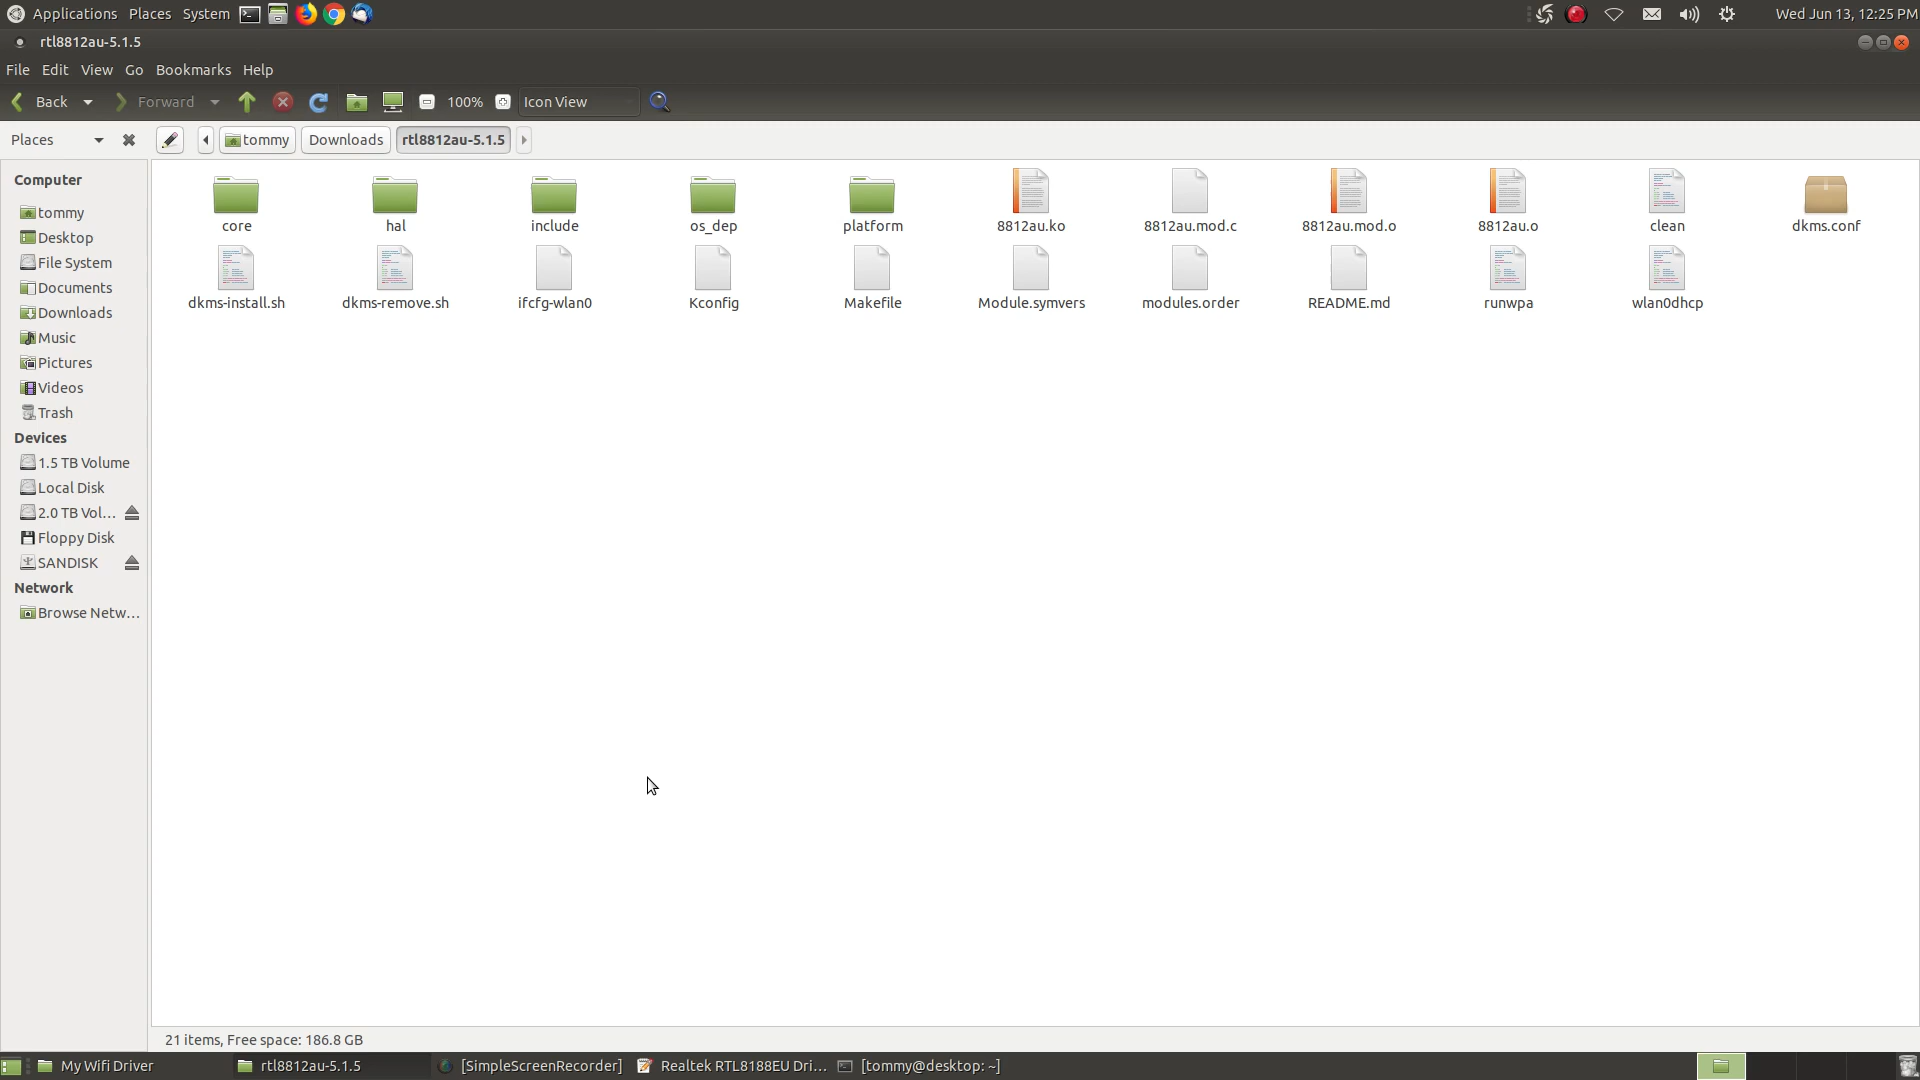 Applications Places System Wed Jun 13, 12:25 PM
rtl8812au-5.1.5
File Edit View Go Bookmarks Help
Back Forward 100% Icon View
Places tommy Downloads rtl8812au-5.1.5
Computer
tommy
Desktop
File System
Documents
Downloads
Music
Pictures
Videos
Trash
Devices
1.5 TB Volume
Local Disk
2.0 TB Vol...
Floppy Disk
SANDISK
Network
Browse Netw...
core hal include os_dep platform 8812au.ko 8812au.mod.c 8812au.mod.o 8812au.o clean dkms.conf
dkms-install.sh dkms-remove.sh ifcfg-wlan0 Kconfig Makefile Module.symvers modules.order README.md runwpa wlan0dhcp
21 items, Free space: 186.8 GB
My Wifi Driver rtl8812au-5.1.5 [SimpleScreenRecorder] Realtek RTL8188EU Dri... [tommy@desktop: ~]